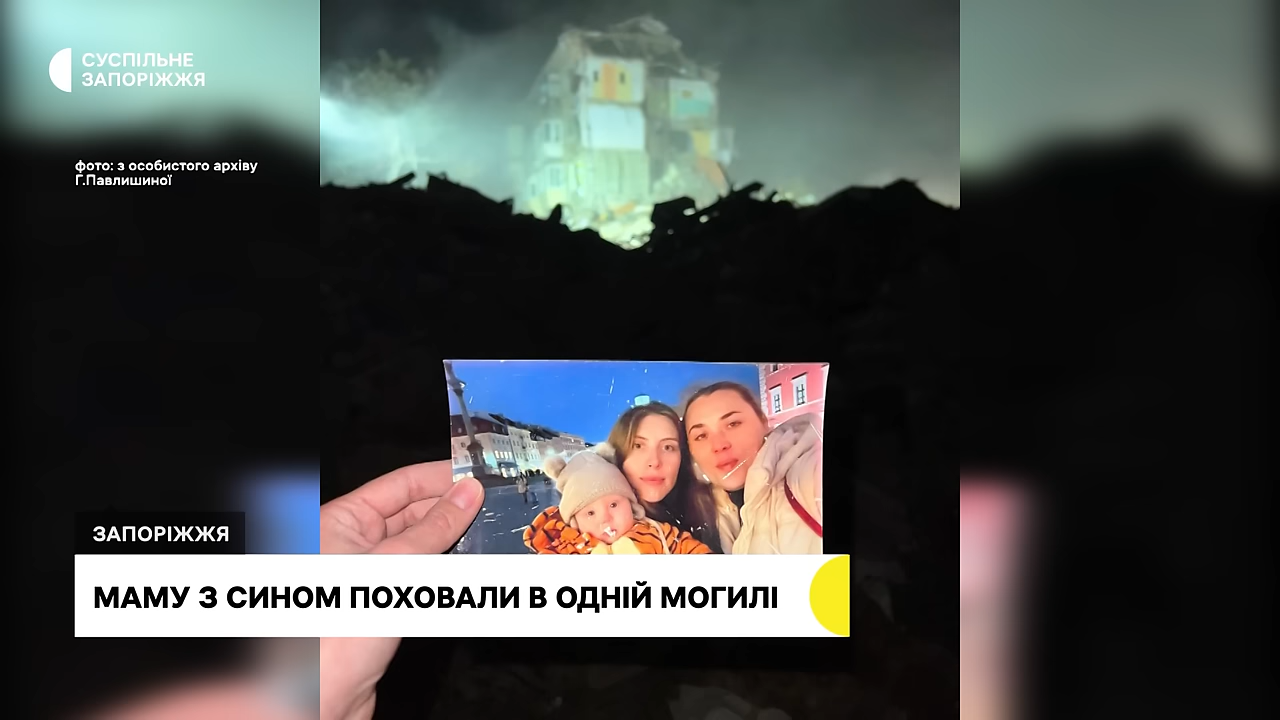 СУСПІЛЬНЕ
ЗАПОРІЖЖЯ
фото: з особистого архіву
Г.Павлишиної
ЗАПОРІЖЖЯ
МАМУ З СИНОМ ПОХОВАЛИ В ОДНІЙ МОГИЛІ